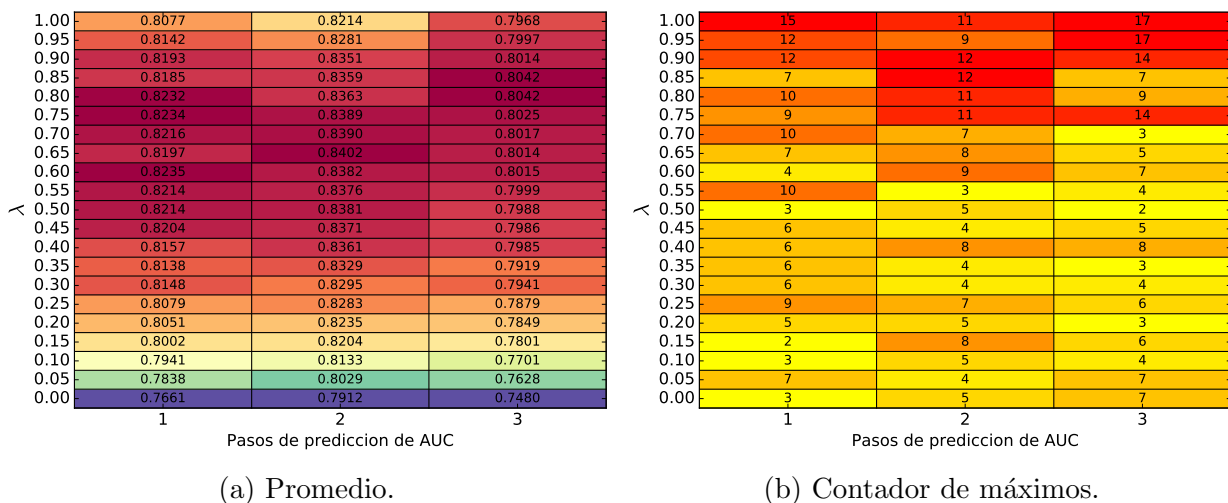 1.00 0.8077 0.8214 0.7968
0.95 0.8142 0.8281 0.7997
0.90 0.8193 0.8351 0.8014
0.85 0.8185 0.8359 0.8042
0.80 0.8232 0.8363 0.8042
0.75 0.8234 0.8389 0.8025
0.70 0.8216 0.8390 0.8017
0.65 0.8197 0.8402 0.8014
0.60 0.8235 0.8382 0.8015
0.55 0.8214 0.8376 0.7999
0.50 0.8214 0.8381 0.7988
0.45 0.8204 0.8371 0.7986
0.40 0.8157 0.8361 0.7985
0.35 0.8138 0.8329 0.7919
0.30 0.8148 0.8295 0.7941
0.25 0.8079 0.8283 0.7879
0.20 0.8051 0.8235 0.7849
0.15 0.8002 0.8204 0.7801
0.10 0.7941 0.8133 0.7701
0.05 0.7838 0.8029 0.7628
0.00 0.7661 0.7912 0.7480
λ
1 2 3
Pasos de prediccion de AUC
(a) Promedio.
1.00 15 11 17
0.95 12 9 17
0.90 12 12 14
0.85 7 12 7
0.80 10 11 9
0.75 9 11 14
0.70 10 7 3
0.65 7 8 5
0.60 4 9 7
0.55 10 3 4
0.50 3 5 2
0.45 6 4 5
0.40 6 8 8
0.35 6 4 3
0.30 6 4 4
0.25 9 7 6
0.20 5 5 3
0.15 2 8 6
0.10 3 5 4
0.05 7 4 7
0.00 3 5 7
λ
1 2 3
Pasos de prediccion de AUC
(b) Contador de máximos.